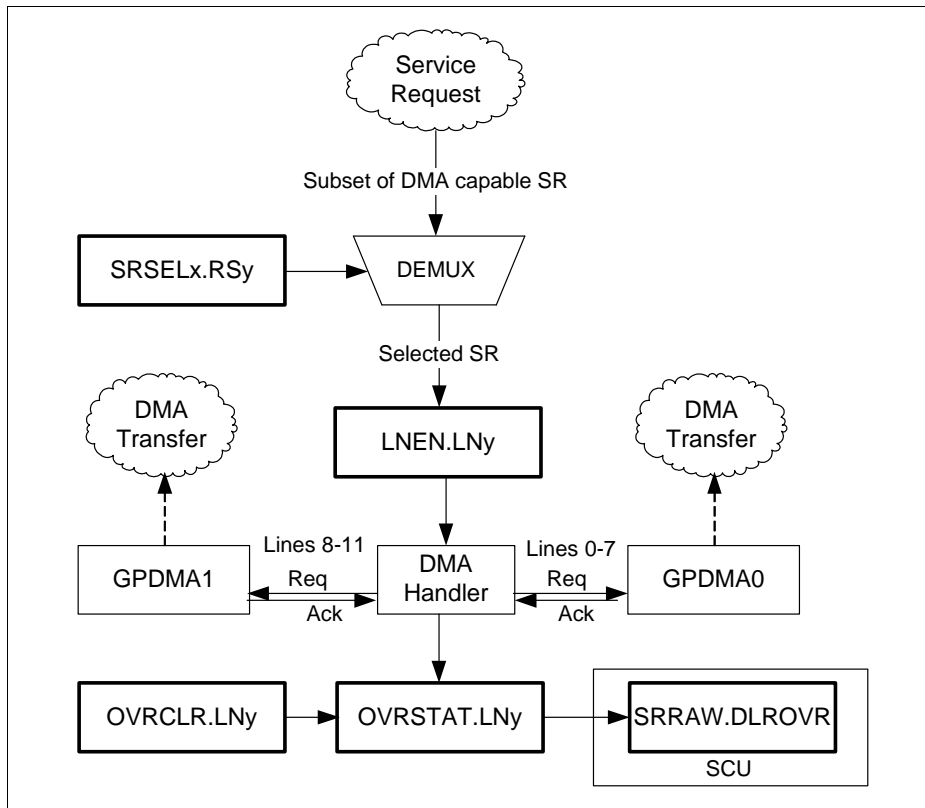 Service
Request
Subset of DMA capable SR
SRSELx.RSy
DEMUX
Selected SR
DMA
Transfer
LNEN.LNy
DMA
Transfer
GPDMA1
Lines 8-11
Req
Ack
DMA
Handler
Lines 0-7
Req
Ack
GPDMA0
OVRCLR.LNy
OVRSTAT.LNy
SRRAW.DLROVR
SCU